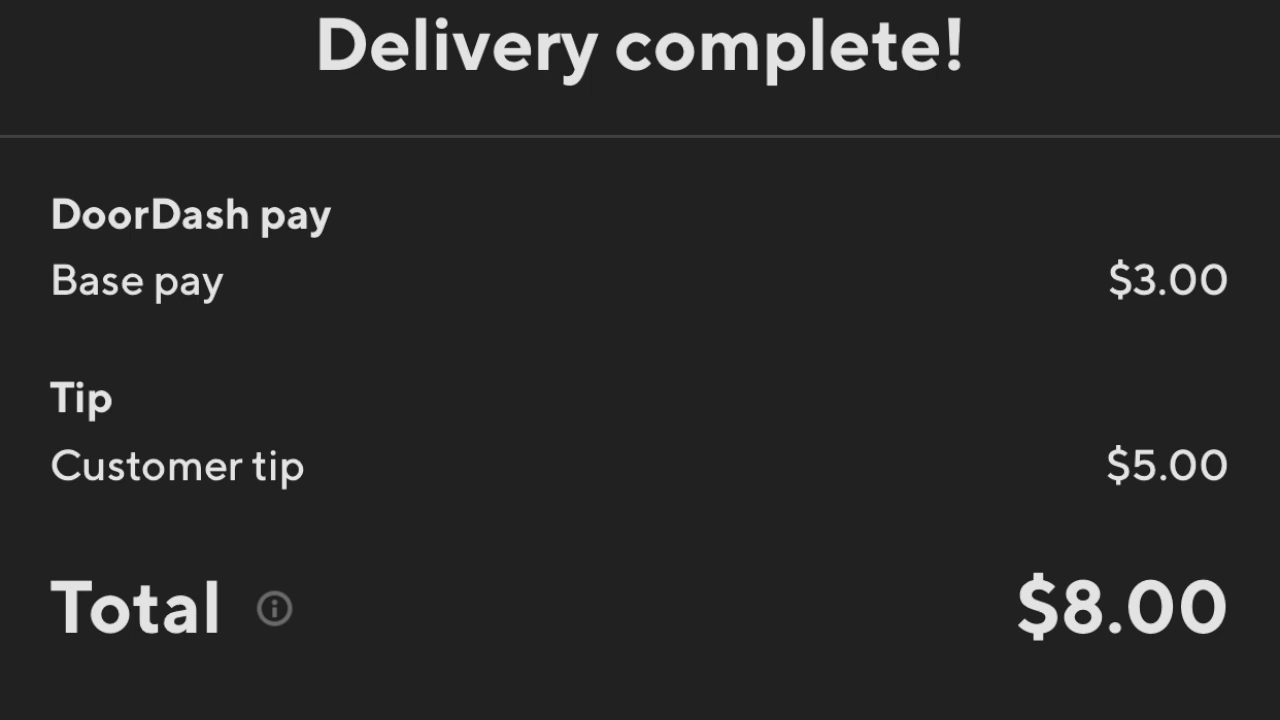 Delivery complete!
DoorDash pay
Base pay $3.00
Tip
Customer tip $5.00
Total $8.00